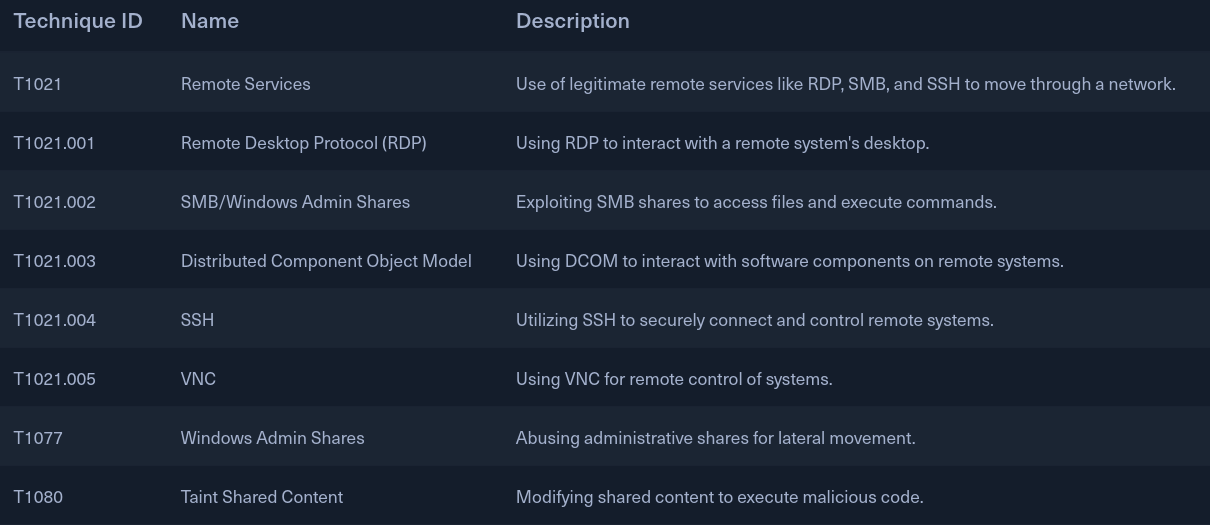 Technique ID Name Description
T1021 Remote Services Use of legitimate remote services like RDP, SMB, and SSH to move through a network.
T1021.001 Remote Desktop Protocol (RDP) Using RDP to interact with a remote system's desktop.
T1021.002 SMB/Windows Admin Shares Exploiting SMB shares to access files and execute commands.
T1021.003 Distributed Component Object Model Using DCOM to interact with software components on remote systems.
T1021.004 SSH Utilizing SSH to securely connect and control remote systems.
T1021.005 VNC Using VNC for remote control of systems.
T1077 Windows Admin Shares Abusing administrative shares for lateral movement.
T1080 Taint Shared Content Modifying shared content to execute malicious code.